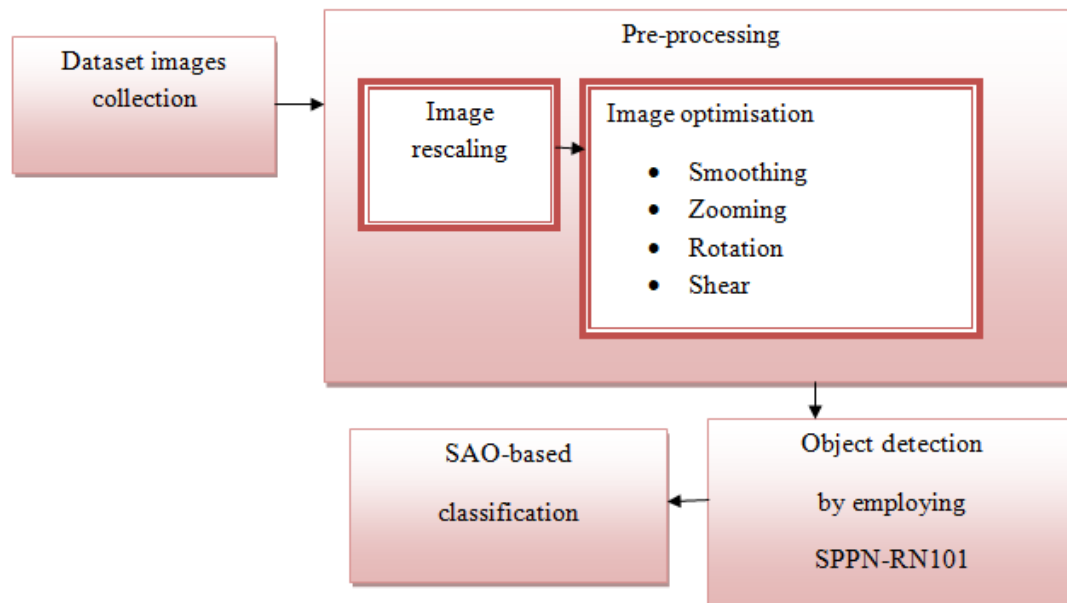 Dataset images
collection
Pre-processing
Image
rescaling
Image optimisation
• Smoothing
• Zooming
• Rotation
• Shear
Object detection
by employing
SPPN-RN101
SAO-based
classification